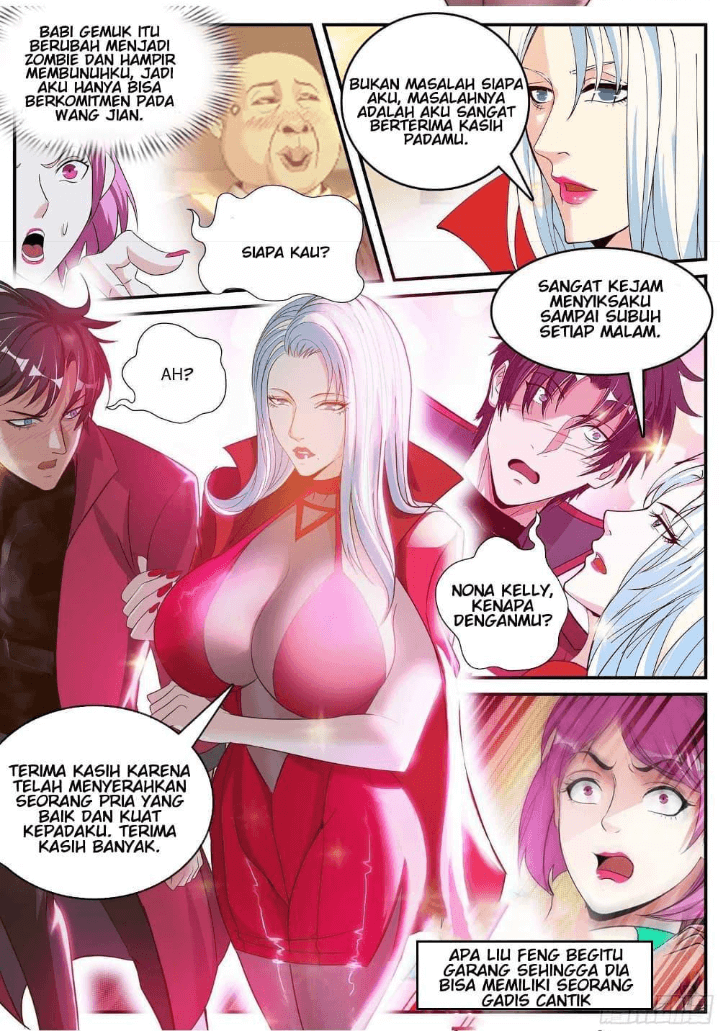 BABI GEMUK ITU
BERUBAH MENJADI
ZOMBIE DAN HAMPIR
MEMBUNUHKU, JADI
AKU HANYA BISA
BERKOMITMEN PADA
WANG JIAN.
BUKAN MASALAH SIAPA
AKU, MASALAHNYA
ADALAH AKU SANGAT
BERTERIMA KASIH
PADAMU.
SIAPA KAU?
SANGAT KEJAM
MENYIKSAKU
SAMPAI SUBUH
SETIAP MALAM.
AH?
NONA KELLY,
KENAPA
DENGANMU?
TERIMA KASIH KARENA
TELAH MENYERAHKAN
SEORANG PRIA YANG
BAIK DAN KUAT
KEPADAKU. TERIMA
KASIH BANYAK.
APA LIU FENG BEGITU
GARANG SEHINGGA DIA
BISA MEMILIKI SEORANG
GADIS CANTIK